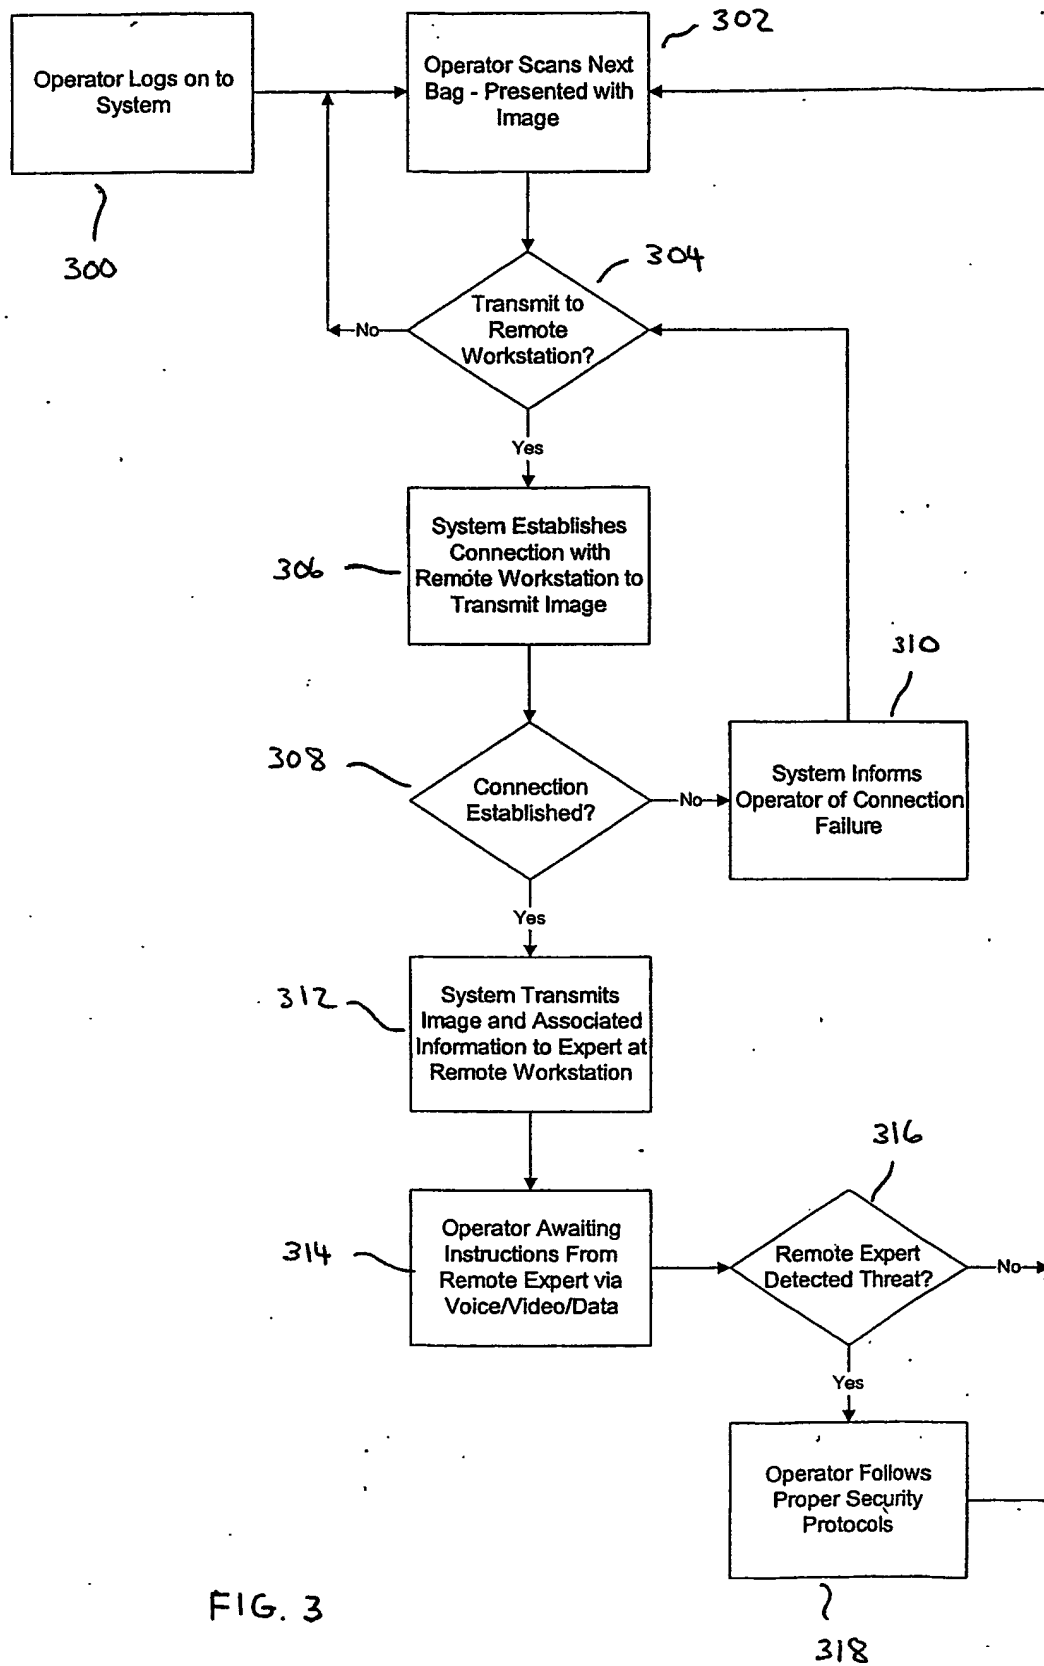 302
Operator Logs on to
System
Operator Scans Next
Bag - Presented with
Image
300
304
Transmit to
Remote
Workstation?
No
Yes
System Establishes
Connection with
Remote Workstation to
Transmit Image
306
310
308
Connection
Established?
No
System Informs
Operator of Connection
Failure
Yes
312
System Transmits
Image and Associated
Information to Expert at
Remote Workstation
316
314
Operator Awaiting
Instructions From
Remote Expert via
Voice/Video/Data
Remote Expert
Detected Threat?
No
Yes
Operator Follows
Proper Security
Protocols
FIG. 3
318